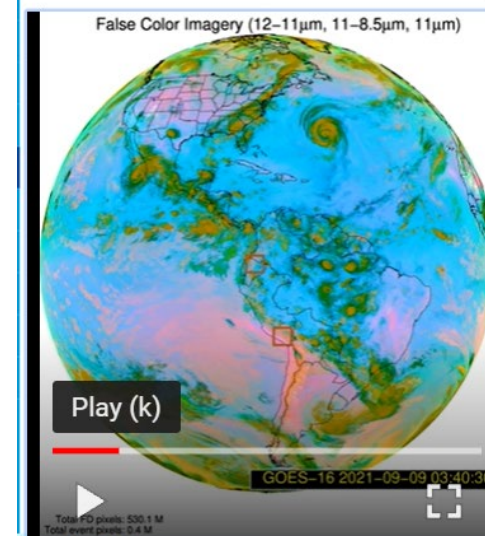 False Color Imagery (12–11μm, 11–8.5μm, 11μm)
Play (k)
GOES-16 2021-09-09 03:40:30
Total FD pixels: 530.1 M
Total event pixels: 0.4 M